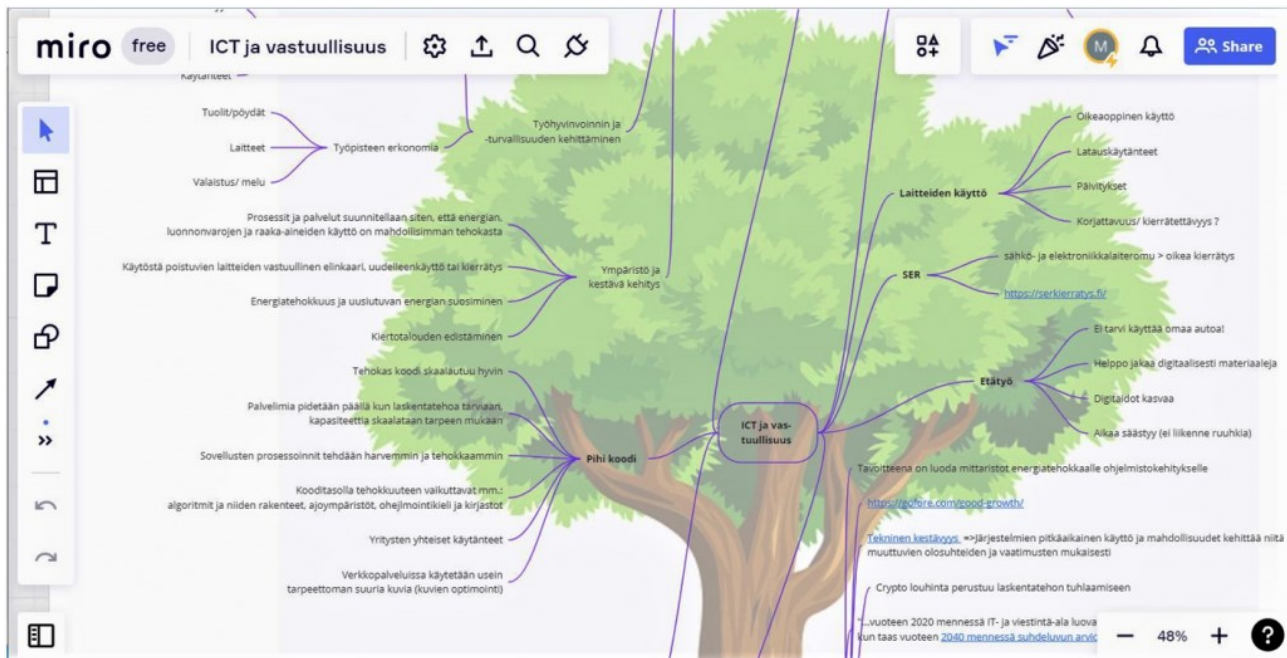 miro free ICT ja vastuullisuus
M
Share
Käytänteet
Tuolit/pöydät
Laitteet
Valaistus/ melu
Työpisteen erkonomia
Työhyvinvoinnin ja
-turvallisuuden kehittäminen
Prosessit ja palvelut suunnitellaan siten, että energian,
luonnonvarojen ja raaka-aineiden käyttö on mahdollisimman tehokasta
Käytöstä poistuvien laitteiden vastuullinen elinkaari, uudelleenkäyttö tai kierrätys
Energiatehokkuus ja uusiutuvan energian suosiminen
Kiertotalouden edistäminen
Ympäristö ja
kestävä kehitys
Tehokas koodi skaalautuu hyvin
Palvelimia pidetään päällä kun laskentatehoa tarvitaan,
kapasiteettia skaalataan tarpeen mukaan
Sovellusten prosessoinnit tehdään harvemmin ja tehokkaammin
Kooditasolla tehokkuuteen vaikuttavat mm.:
algoritmit ja niiden rakenteet, ajoympäristöt, ohejlmointikieli ja kirjastot
Yritysten yhteiset käytänteet
Verkkopalveluissa käytetään usein
tarpeettoman suuria kuvia (kuvien optimointi)
Pihi koodi
ICT ja vas-
tuullisuus
Laitteiden käyttö
Oikeaoppinen käyttö
Latauskäytänteet
Päivitykset
Korjattavuus/ kierrätettävyys ?
SER
sähkö- ja elektroniikkalaiteromu > oikea kierrätys
https://serkierratys.fi/
Etätyö
Ei tarvi käyttää omaa autoa!
Helppo jakaa digitaalisesti materiaaleja
Digitaidot kasvaa
Aikaa säästyy (ei liikenne ruuhkia)
Tavoitteena on luoda mittaristot energiatehokkaalle ohjelmistokehitykselle
https://gofore.com/good-growth/
Tekninen kestävyys =>Järjestelmien pitkäaikainen käyttö ja mahdollisuudet kehittää niitä
muuttuvien olosuhteiden ja vaatimusten mukaisesti
Crypto louhinta perustuu laskentatehon tuhlaamiseen
"...vuoteen 2020 mennessä IT- ja viestintä-ala
kun taas vuoteen 2040 mennessä suhdeluvun
48%